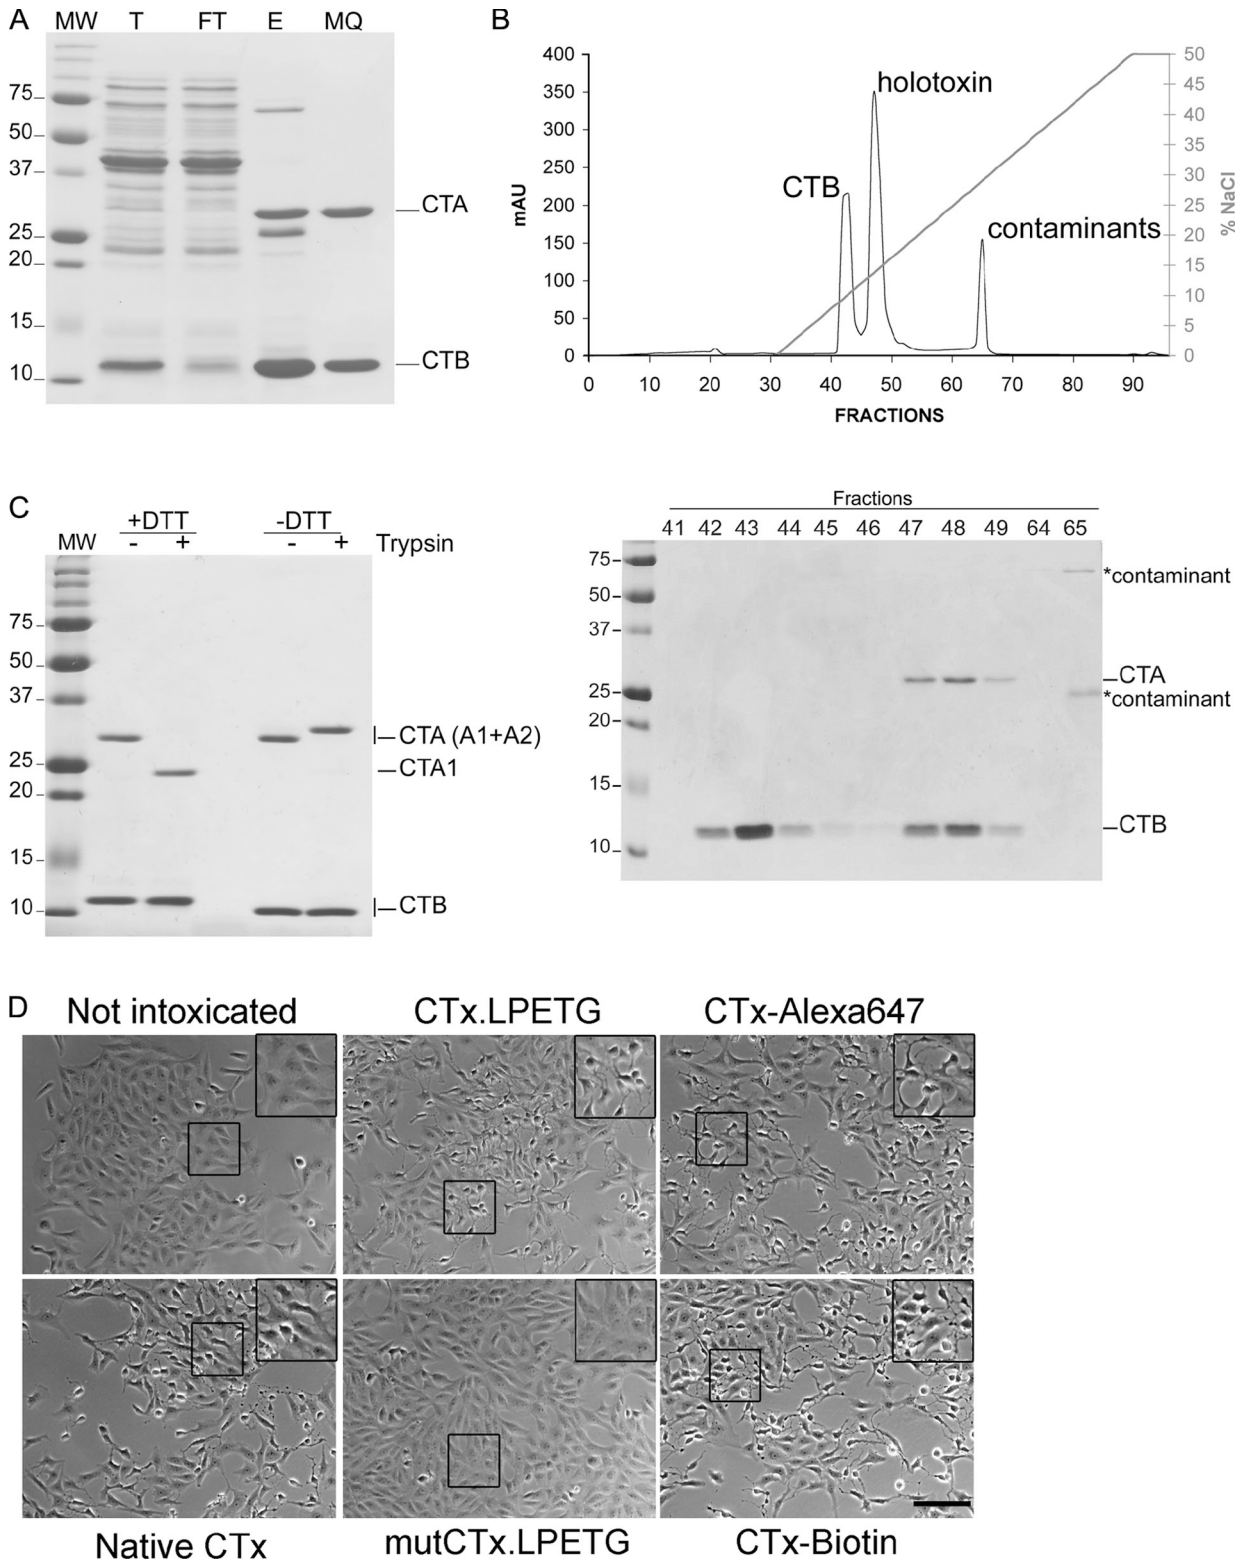 A
MW T FT E MQ
75
50
37
25
20
15
10
CTA
CTB
B
400
350
300
250
200
150
100
50
0
mAU
holotoxin
CTB
contaminants
50
45
40
35
30
25
20
15
10
5
0
% NaCl
0 10 20 30 40 50 60 70 80 90
FRACTIONS
Fractions
41 42 43 44 45 46 47 48 49 64 65
75
50
37
25
20
15
10
*contaminant
CTA
*contaminant
CTB
C
+DTT -DTT
MW - + - + Trypsin
75
50
37
25
20
15
10
CTA (A1+A2)
CTA1
CTB
D
Not intoxicated CTx.LPETG CTx-Alexa647
Native CTx mutCTx.LPETG CTx-Biotin